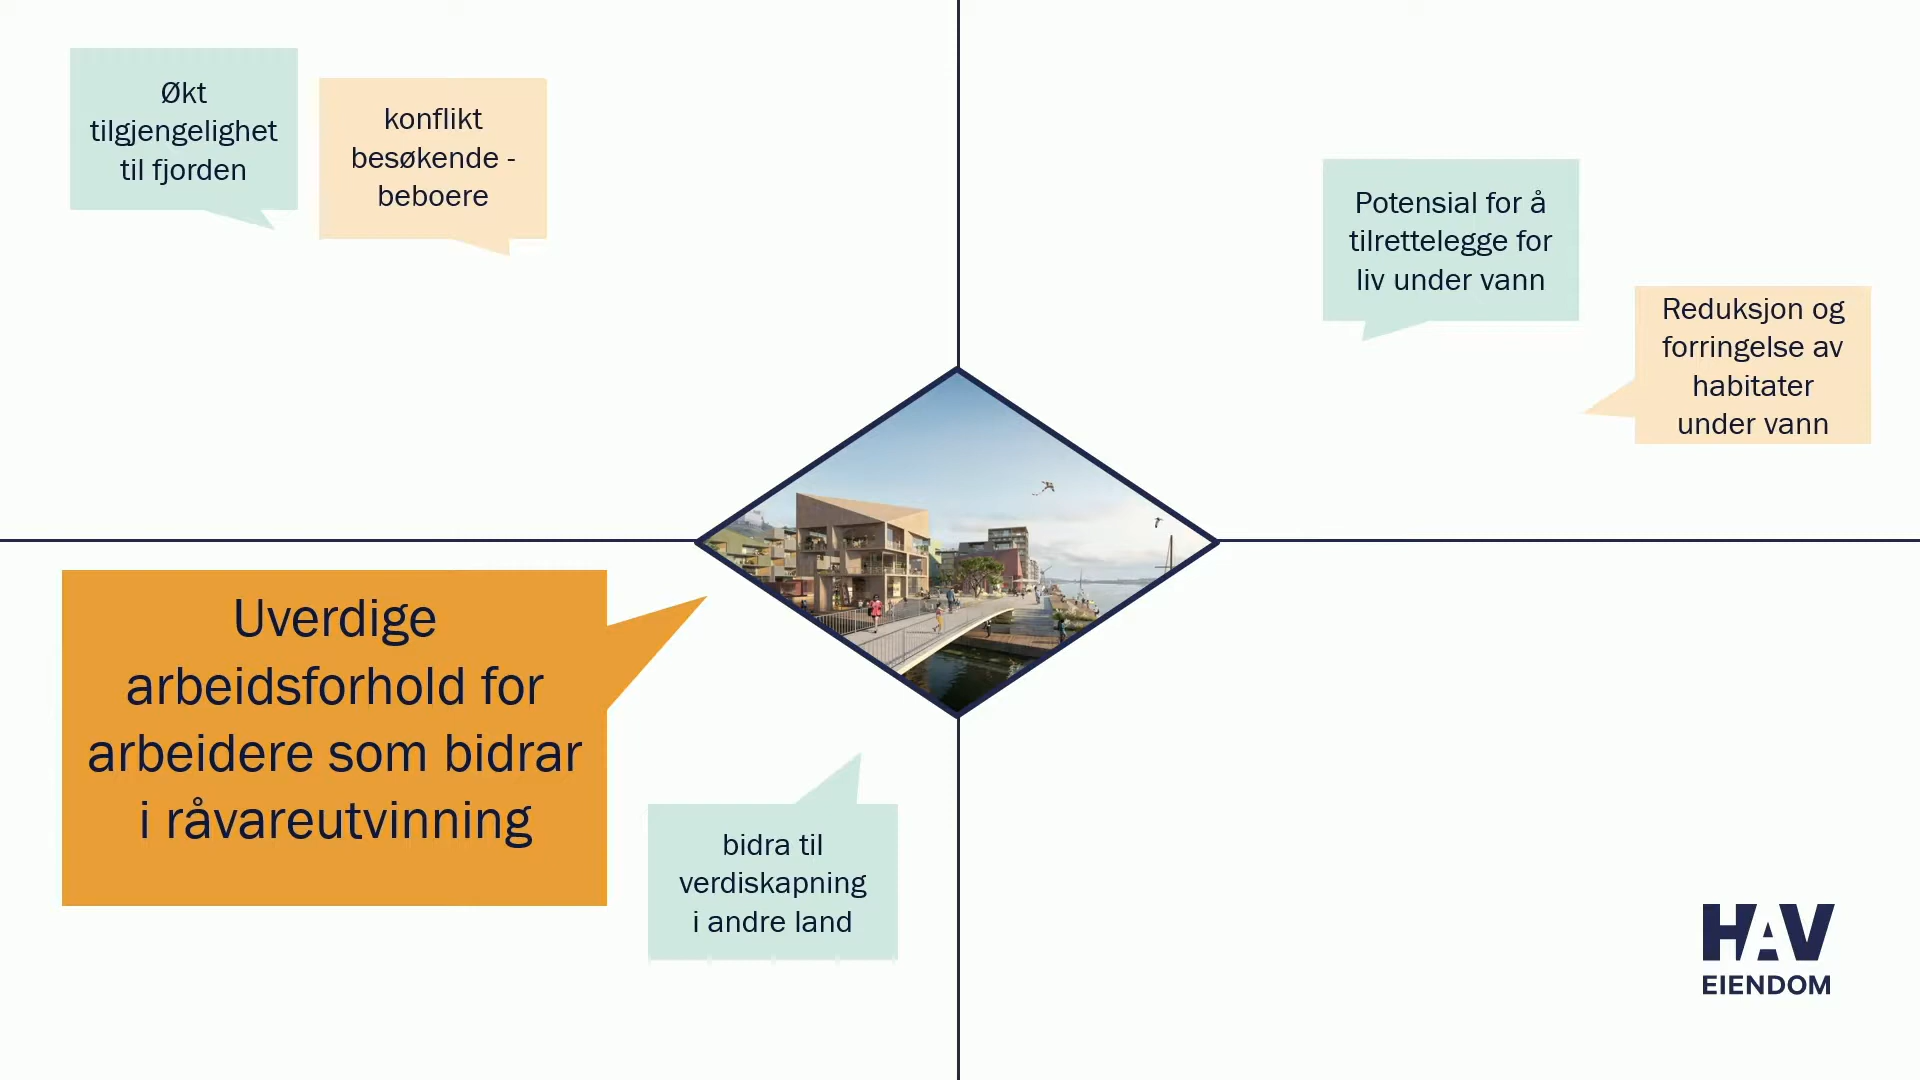 Økt
tilgjengelighet
til fjorden
konflikt
besøkende -
beboere
Potensial for å
tilrettelegge for
liv under vann
Reduksjon og
forringelse av
habitater
under vann
Uverdige
arbeidsforhold for
arbeidere som bidrar
i råvareutvinning
bidra til
verdiskapning
i andre land
HAV
EIENDOM